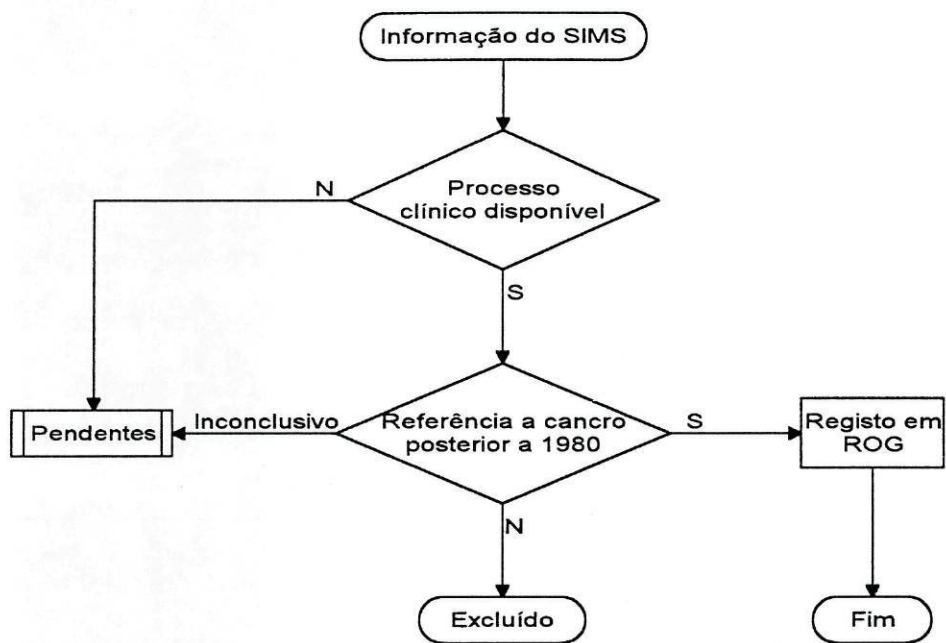 Informação do SIMS
N
Processo
clínico disponível
S
Pendentes
Inconclusivo
Referência a cancro
posterior a 1980
S
Registo em
ROG
N
Excluído
Fim